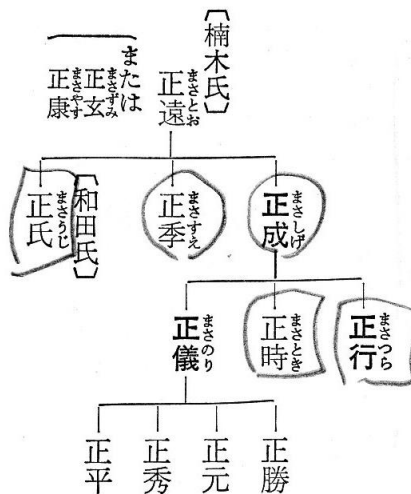 〔楠木氏〕
正遠
まさとお
または
正玄
まさずみ
正康
まさやす
正成
まさしげ
正季
まさすえ
〔和田氏〕
正氏
まさうじ
正行
まさつら
正時
まさとき
正儀
まさのり
正勝
正元
正秀
正平